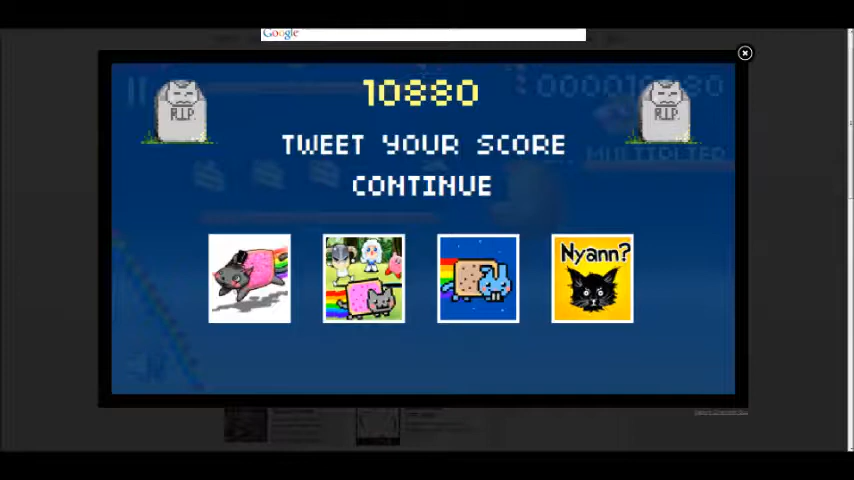 Google
10880
R.I.P.
R.I.P.
TWEET YOUR SCORE
CONTINUE
Nyann?